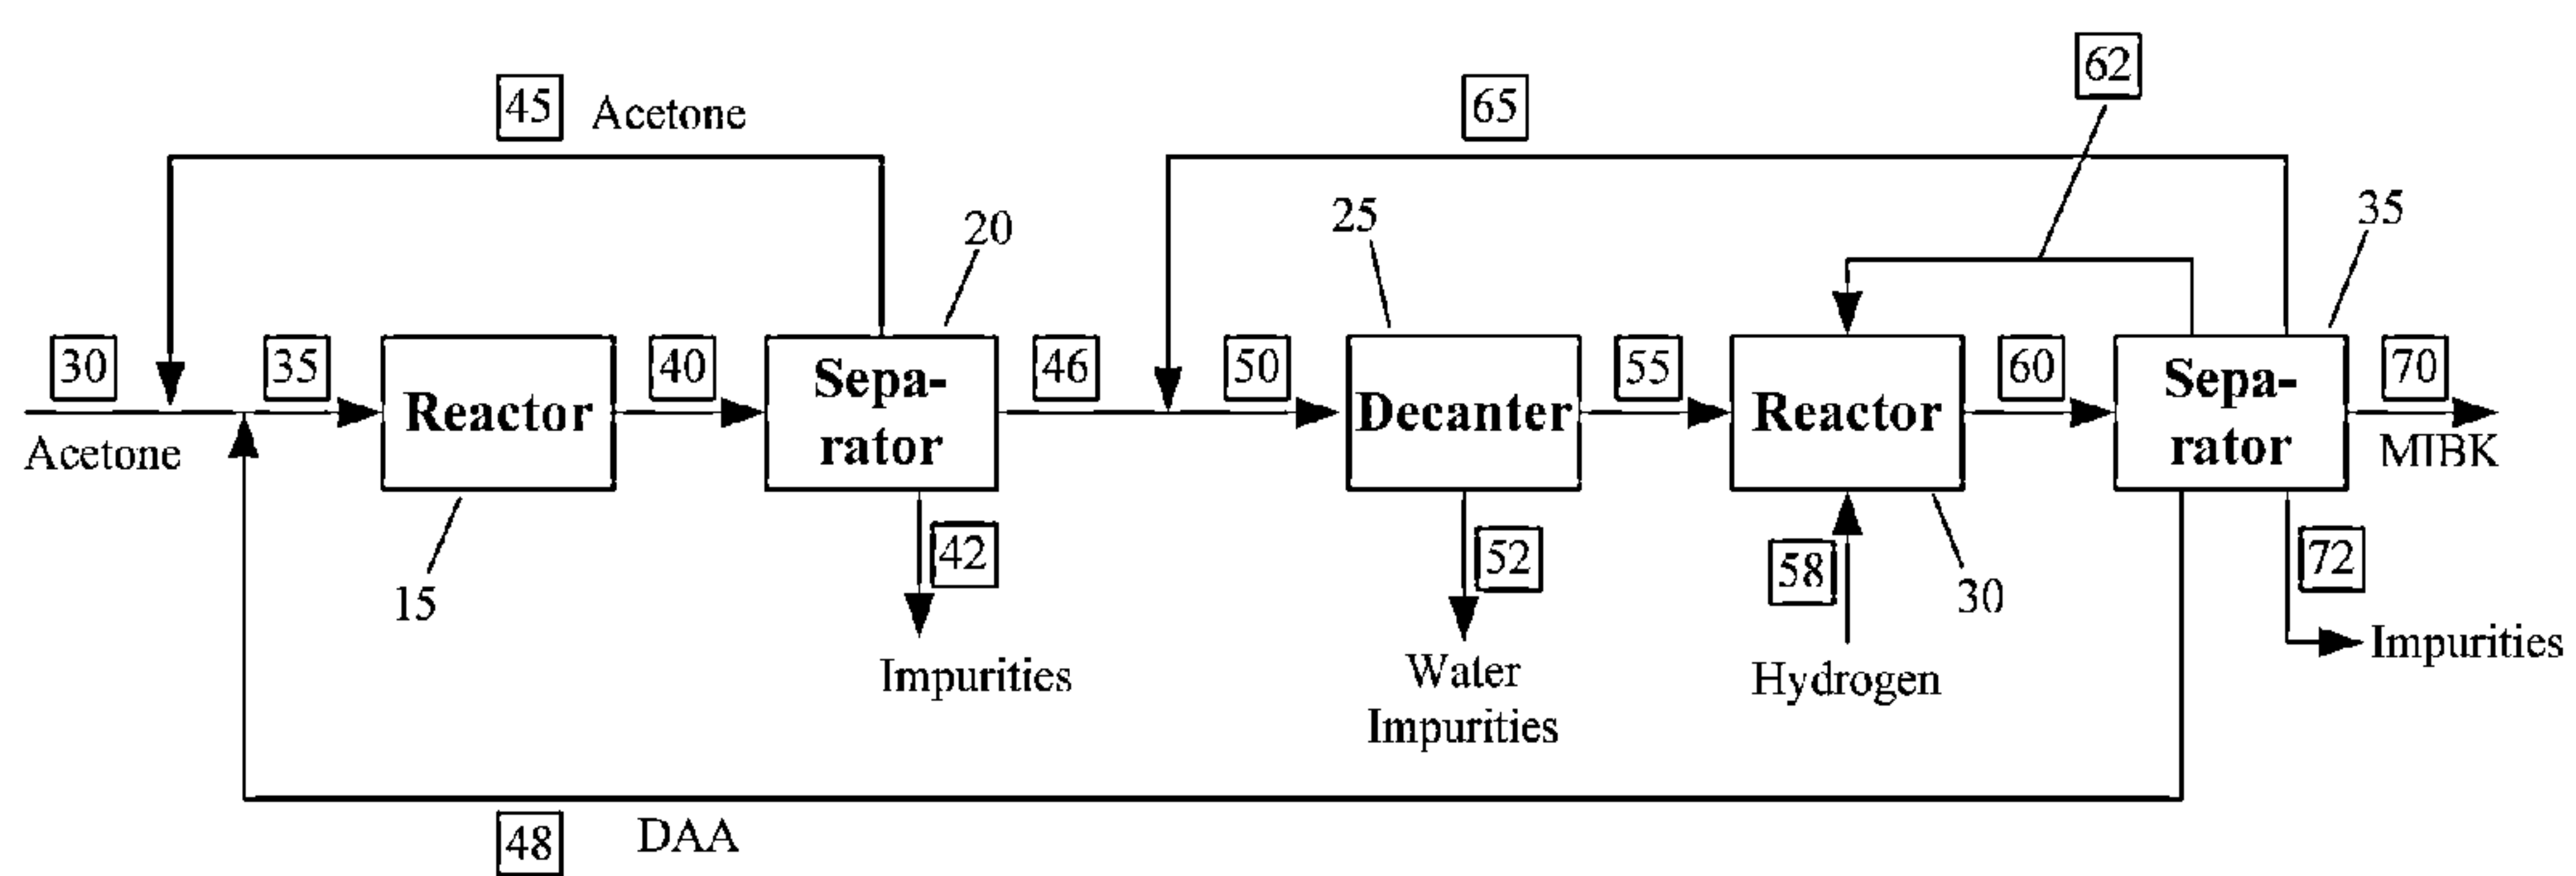 62
45 Acetone
65
20
25
35
30
35
40
46
50
55
60
70
Acetone
Reactor
Sepa-
rator
Decanter
Reactor
Sepa-
rator
MIBK
15
42
52
58
30
72
Impurities
Water
Impurities
Hydrogen
Impurities
48
DAA